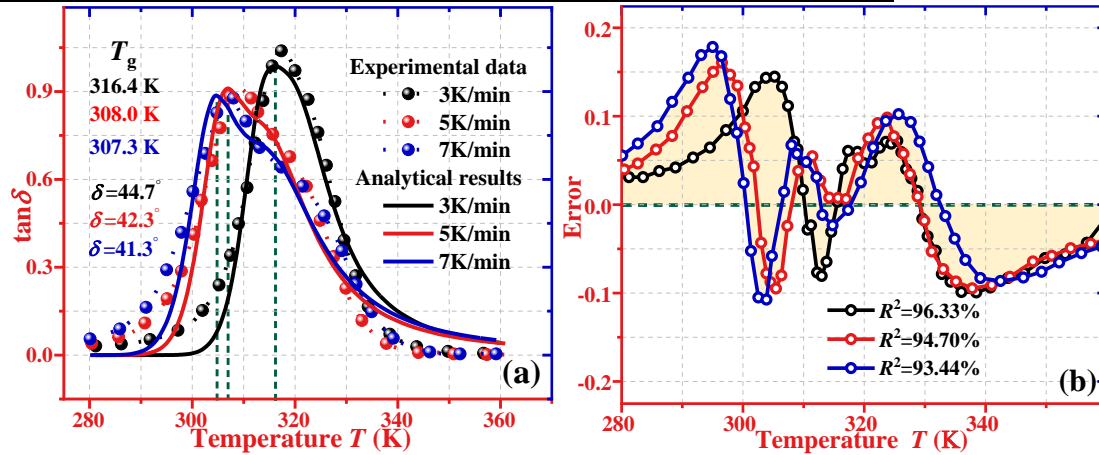 T_g
316.4 K
308.0 K
307.3 K
δ=44.7°
δ=42.3°
δ=41.3°
Experimental data
3K/min
5K/min
7K/min
Analytical results
3K/min
5K/min
7K/min
tanδ
0.9
0.6
0.3
0.0
280
300
320
340
360
Temperature T (K)
(a)
Error
0.2
0.1
0.0
-0.1
-0.2
R²=96.33%
R²=94.70%
R²=93.44%
280
300
320
340
Temperature T (K)
(b)